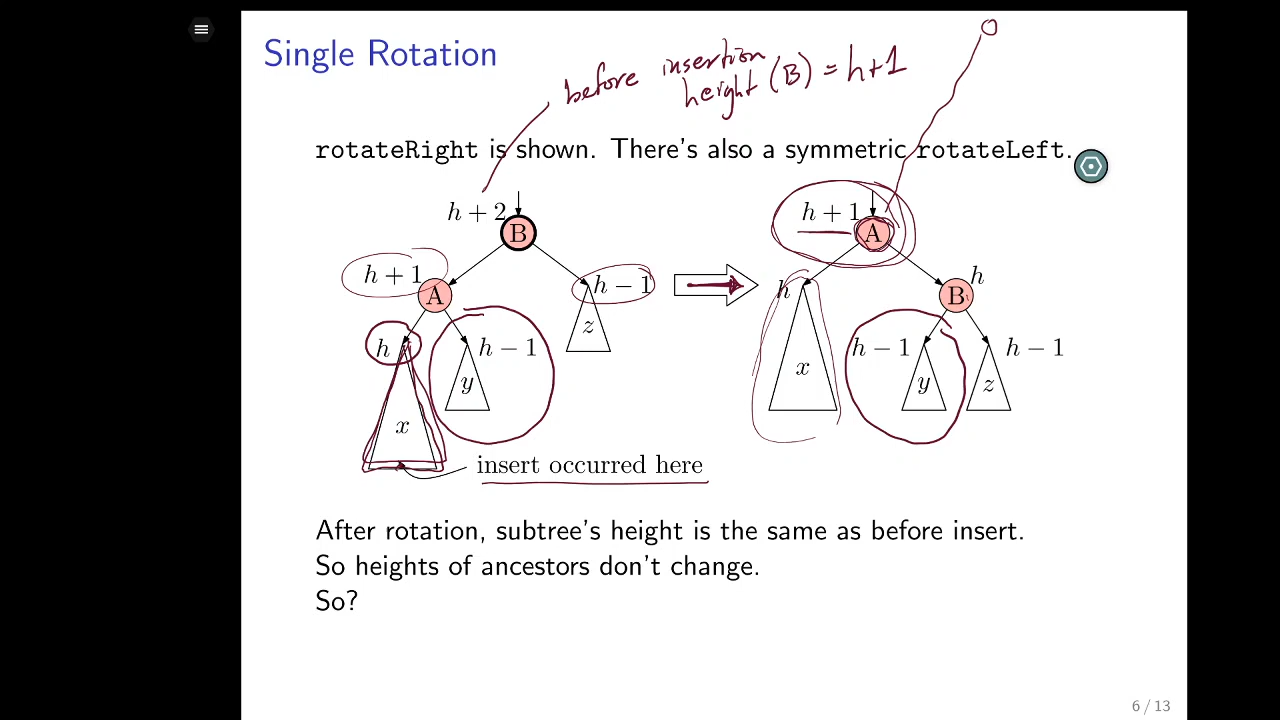 Single Rotation
before insertion
height (B) = h+1
rotateRight is shown. There's also a symmetric rotateLeft.
h + 2
B
h + 1
A
h − 1
z
h
h − 1
y
x
h + 1
A
h
h
B
x
h − 1
y
h − 1
z
insert occurred here
After rotation, subtree's height is the same as before insert.
So heights of ancestors don't change.
So?
6 / 13